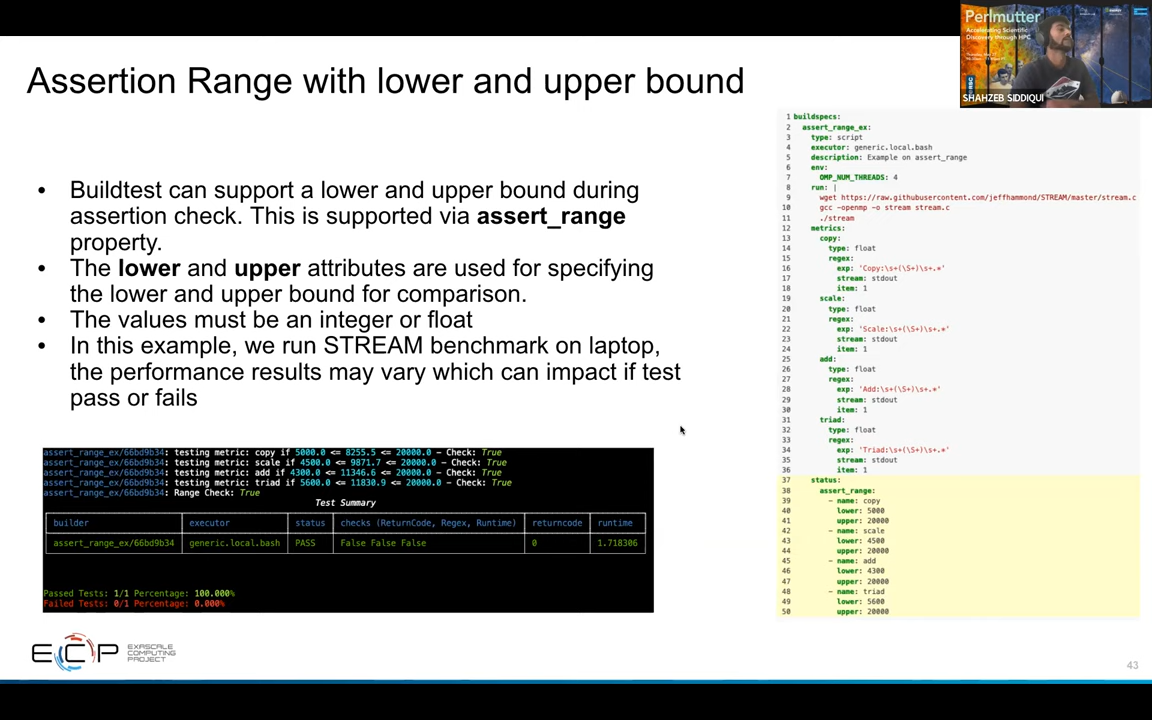 Perlmutter
Accelerating Scientific
Discovery through HPC
SHAHZEB SIDDIQUI
Assertion Range with lower and upper bound
• Buildtest can support a lower and upper bound during
assertion check. This is supported via assert_range
property.
• The lower and upper attributes are used for specifying
the lower and upper bound for comparison.
• The values must be an integer or float
• In this example, we run STREAM benchmark on laptop,
the performance results may vary which can impact if test
pass or fails
assert_range_ex/66bd9b34: testing metric: copy if 5000.0 <= 8255.5 <= 20000.0 - Check: True
assert_range_ex/66bd9b34: testing metric: scale if 4500.0 <= 9871.7 <= 20000.0 - Check: True
assert_range_ex/66bd9b34: testing metric: add if 4300.0 <= 11346.6 <= 20000.0 - Check: True
assert_range_ex/66bd9b34: testing metric: triad if 5600.0 <= 11830.9 <= 20000.0 - Check: True
assert_range_ex/66bd9b34: Range Check: True
Test Summary
builder executor status checks (ReturnCode, Regex, Runtime) returncode runtime
assert_range_ex/66bd9b34 generic.local.bash PASS False False False 0 1.718306
Passed Tests: 1/1 Percentage: 100.000%
Failed Tests: 0/1 Percentage: 0.000%
1 buildspecs:
2 assert_range_ex:
3 type: script
4 executor: generic.local.bash
5 description: Example on assert_range
6 env:
7 OMP_NUM_THREADS: 4
8 run: |
9 wget https://raw.githubusercontent.com/jeffhammond/STREAM/master/stream.c
10 gcc -openmp -o stream stream.c
11 ./stream
12 metrics:
13 copy:
14 type: float
15 regex:
16 exp: 'Copy:\s+(\S+)\s+.*'
17 stream: stdout
18 item: 1
19 scale:
20 type: float
21 regex:
22 exp: 'Scale:\s+(\S+)\s+.*'
23 stream: stdout
24 item: 1
25 add:
26 type: float
27 regex:
28 exp: 'Add:\s+(\S+)\s+.*'
29 stream: stdout
30 item: 1
31 triad:
32 type: float
33 regex:
34 exp: 'Triad:\s+(\S+)\s+.*'
35 stream: stdout
36 item: 1
37 status:
38 assert_range:
39 - name: copy
40 lower: 5000
41 upper: 20000
42 - name: scale
43 lower: 4500
44 upper: 20000
45 - name: add
46 lower: 4300
47 upper: 20000
48 - name: triad
49 lower: 5600
50 upper: 20000
ECP
EXASCALE
COMPUTING
PROJECT
43